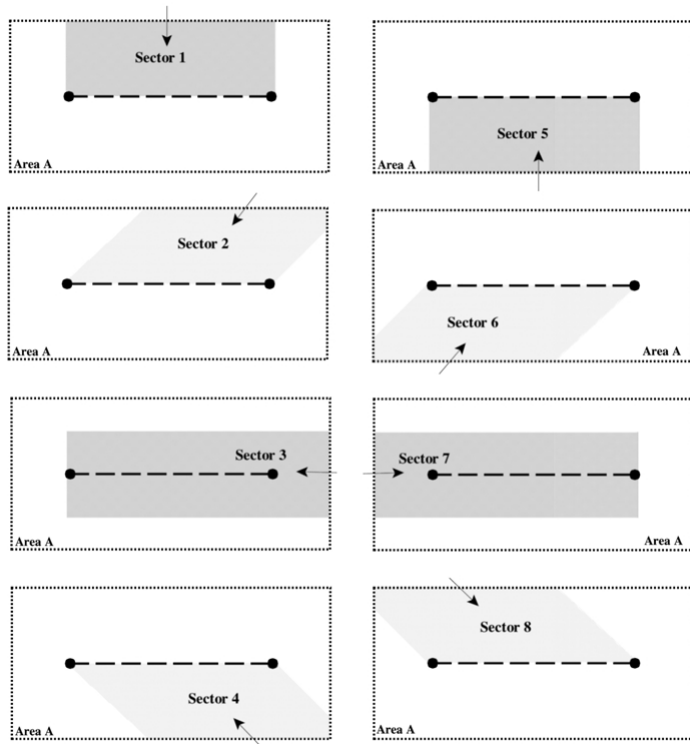 Sector 1
Area A
Sector 5
Area A
Sector 2
Area A
Sector 6
Area A
Sector 3
Area A
Sector 7
Area A
Sector 4
Area A
Sector 8
Area A